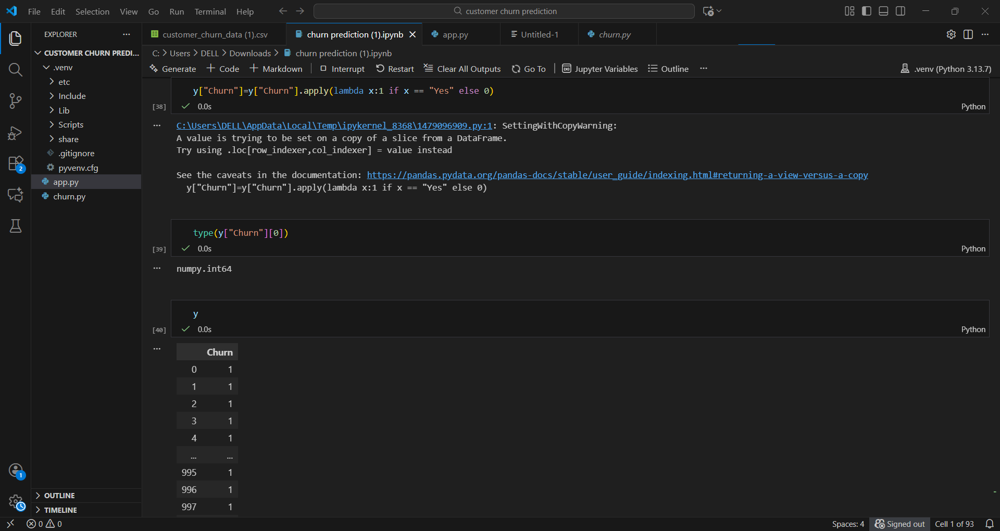 File Edit Selection View Go Run Terminal Help
customer churn prediction
EXPLORER
customer_churn_data (1).csv
churn prediction (1).ipynb
app.py
Untitled-1
churn.py
CUSTOMER CHURN PREDI...
C: > Users > DELL > Downloads > churn prediction (1).ipynb
Generate + Code + Markdown Interrupt Restart Clear All Outputs Go To Jupyter Variables Outline ...
.venv (Python 3.13.7)
.venv
etc
Include
Lib
Scripts
share
.gitignore
pyvenv.cfg
app.py
churn.py
y["Churn"]=y["Churn"].apply(lambda x:1 if x == "Yes" else 0)
[38] 0.0s Python
C:\Users\DELL\AppData\Local\Temp\ipykernel_8368\1479096909.py:1: SettingWithCopyWarning:
A value is trying to be set on a copy of a slice from a DataFrame.
Try using .loc[row_indexer,col_indexer] = value instead
See the caveats in the documentation: https://pandas.pydata.org/pandas-docs/stable/user_guide/indexing.html#returning-a-view-versus-a-copy
y["Churn"]=y["Churn"].apply(lambda x:1 if x == "Yes" else 0)
type(y["Churn"][0])
[39] 0.0s Python
numpy.int64
y
[40] 0.0s Python
Churn
0 1
1 1
2 1
3 1
4 1
... ...
995 1
996 1
997 1
2
1
OUTLINE
TIMELINE
0 0
Spaces: 4 Signed out Cell 1 of 93